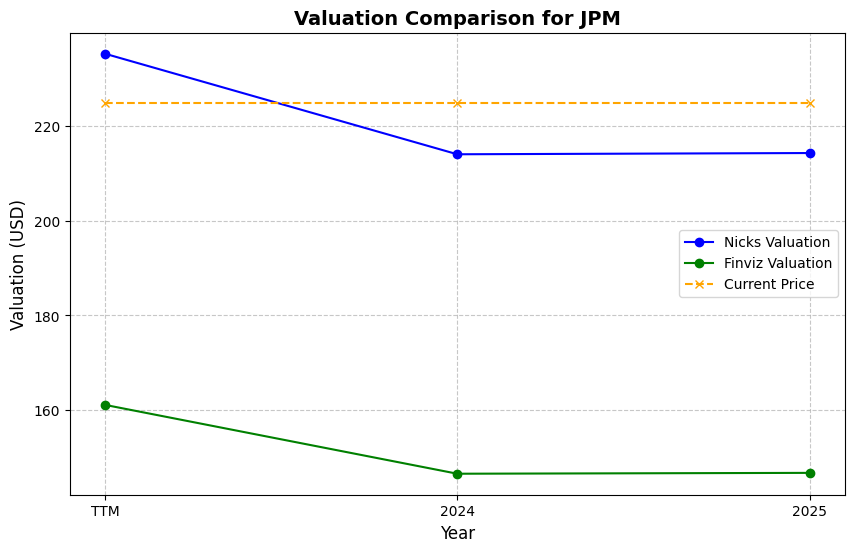 Valuation Comparison for JPM
Valuation (USD)
220
200
180
160
Nicks Valuation
Finviz Valuation
Current Price
TTM
2024
2025
Year